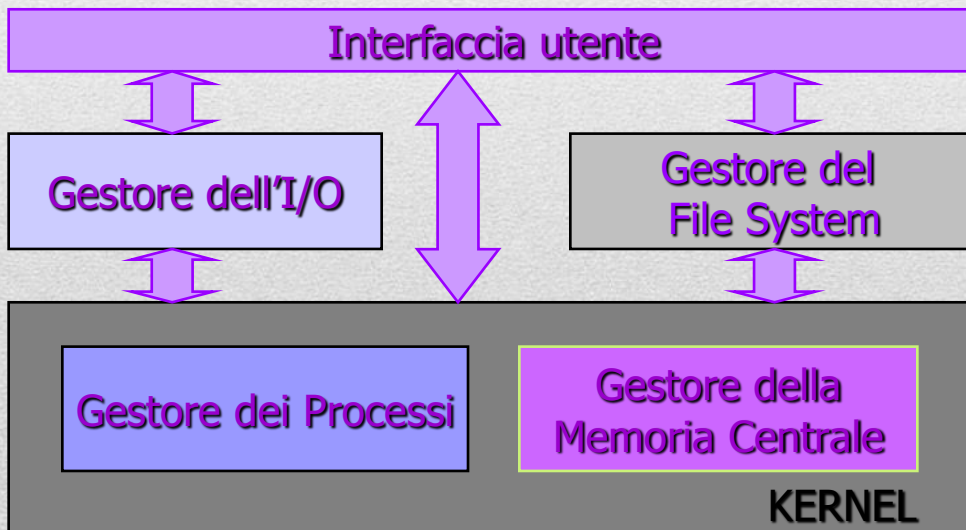 Interfaccia utente
Gestore dell'I/O
Gestore del
File System
Gestore dei Processi
Gestore della
Memoria Centrale
KERNEL